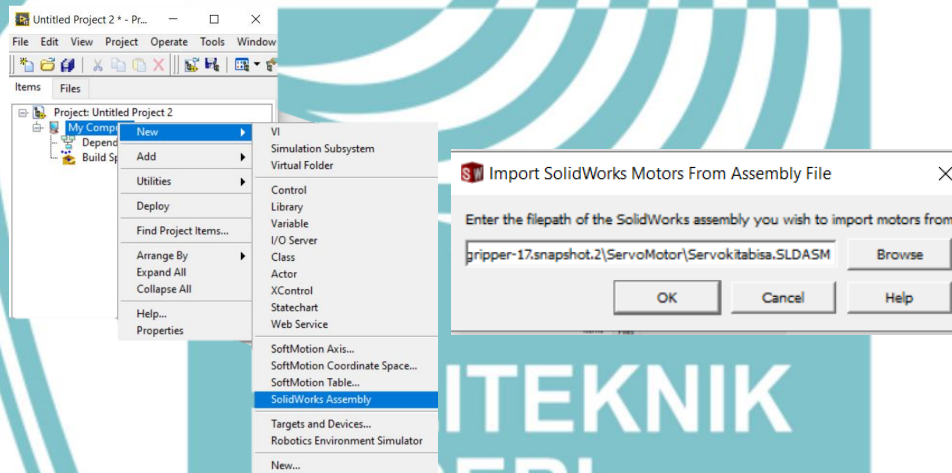 Untitled Project 2 * - Pr...
File Edit View Project Operate Tools Window
Items Files
Project: Untitled Project 2
My Comp
Depend
Build Sp
New
Add
Utilities
Deploy
Find Project Items...
Arrange By
Expand All
Collapse All
Help...
Properties
VI
Simulation Subsystem
Virtual Folder
Control
Library
Variable
I/O Server
Class
Actor
XControl
Statechart
Web Service
SoftMotion Axis...
SoftMotion Coordinate Space...
SoftMotion Table...
SolidWorks Assembly
Targets and Devices...
Robotics Environment Simulator
New...
SW Import SolidWorks Motors From Assembly File
Enter the filepath of the SolidWorks assembly you wish to import motors from
gripper-17.snapshot.2\ServoMotor\Servokitabisa.SLDASM Browse
OK Cancel Help
ITEKNIK